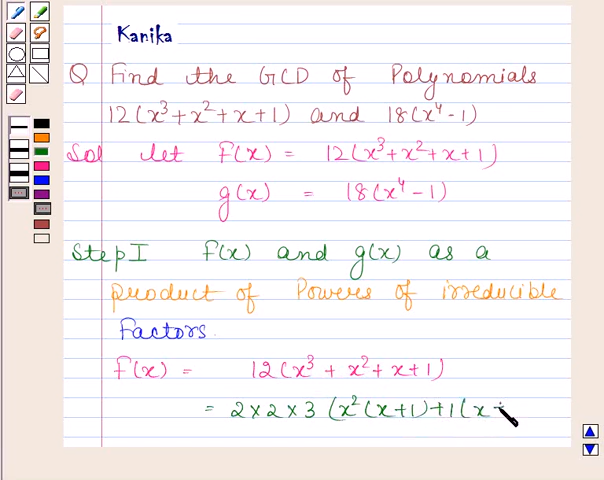 Kanika
Q Find the GCD of Polynomials
12(x³+x²+x+1) and 18(x⁴-1)
Sol let f(x) = 12(x³+x²+x+1)
g(x) = 18(x⁴-1)
Step I f(x) and g(x) as a
product of Powers of irreducible
Factors.
f(x) = 12(x³+x²+x+1)
= 2×2×3 (x²(x+1)+1(x+